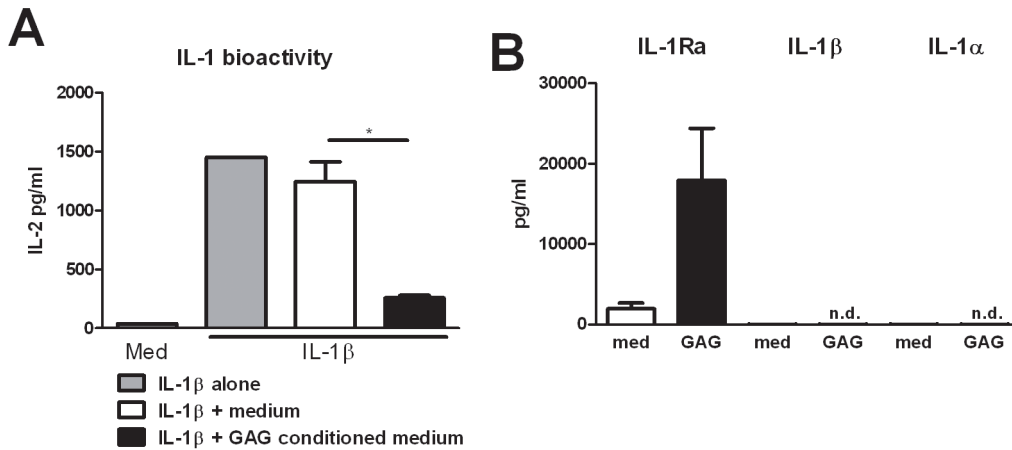 A
IL-1 bioactivity
2000
1500
1000
500
0
IL-2 pg/ml
*
Med
IL-1β
IL-1β alone
IL-1β + medium
IL-1β + GAG conditioned medium
B
IL-1Ra IL-1β IL-1α
30000
20000
10000
0
pg/ml
n.d. n.d.
med GAG med GAG med GAG